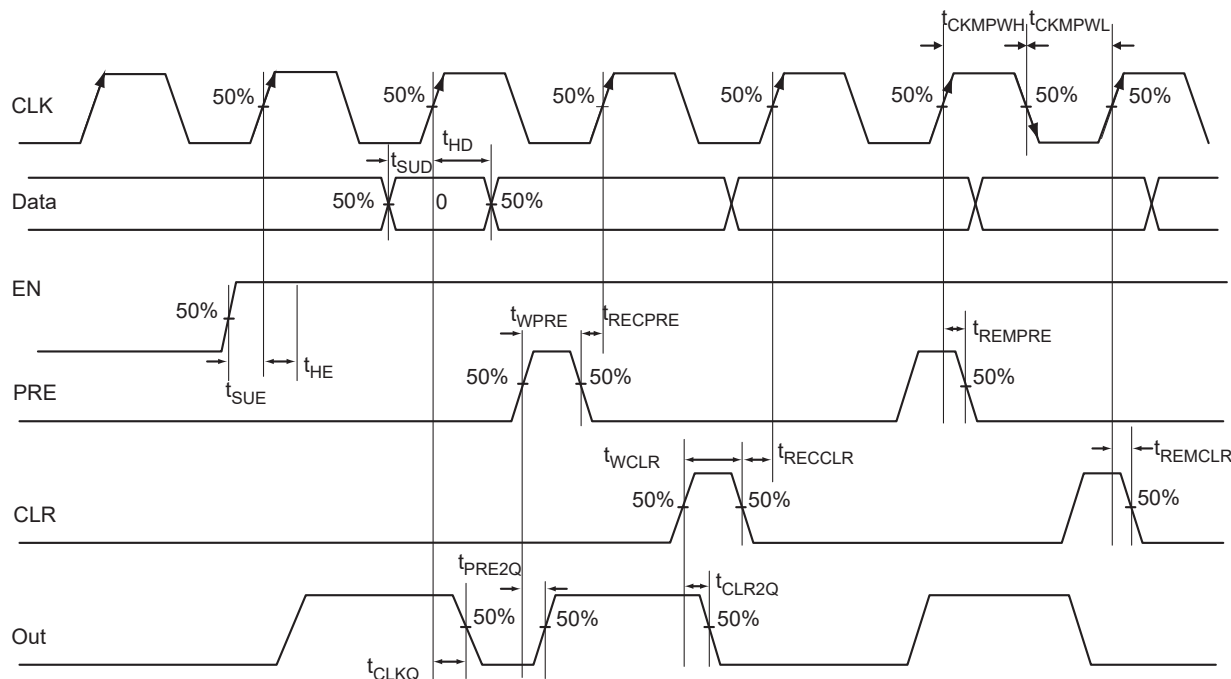 tCKMPWH tCKMPWL
CLK 50% 50% 50% 50% 50% 50% 50%
tSUD tHD
Data 50% 0 50%
EN 50%
tSUE tHE
tWPRE tRECPRE tREMPRE
PRE 50% 50% 50%
tWCLR tRECCLR tREMCLR
CLR 50% 50% 50%
tPRE2Q tCLR2Q
Out 50% 50% 50%
tCLKQ